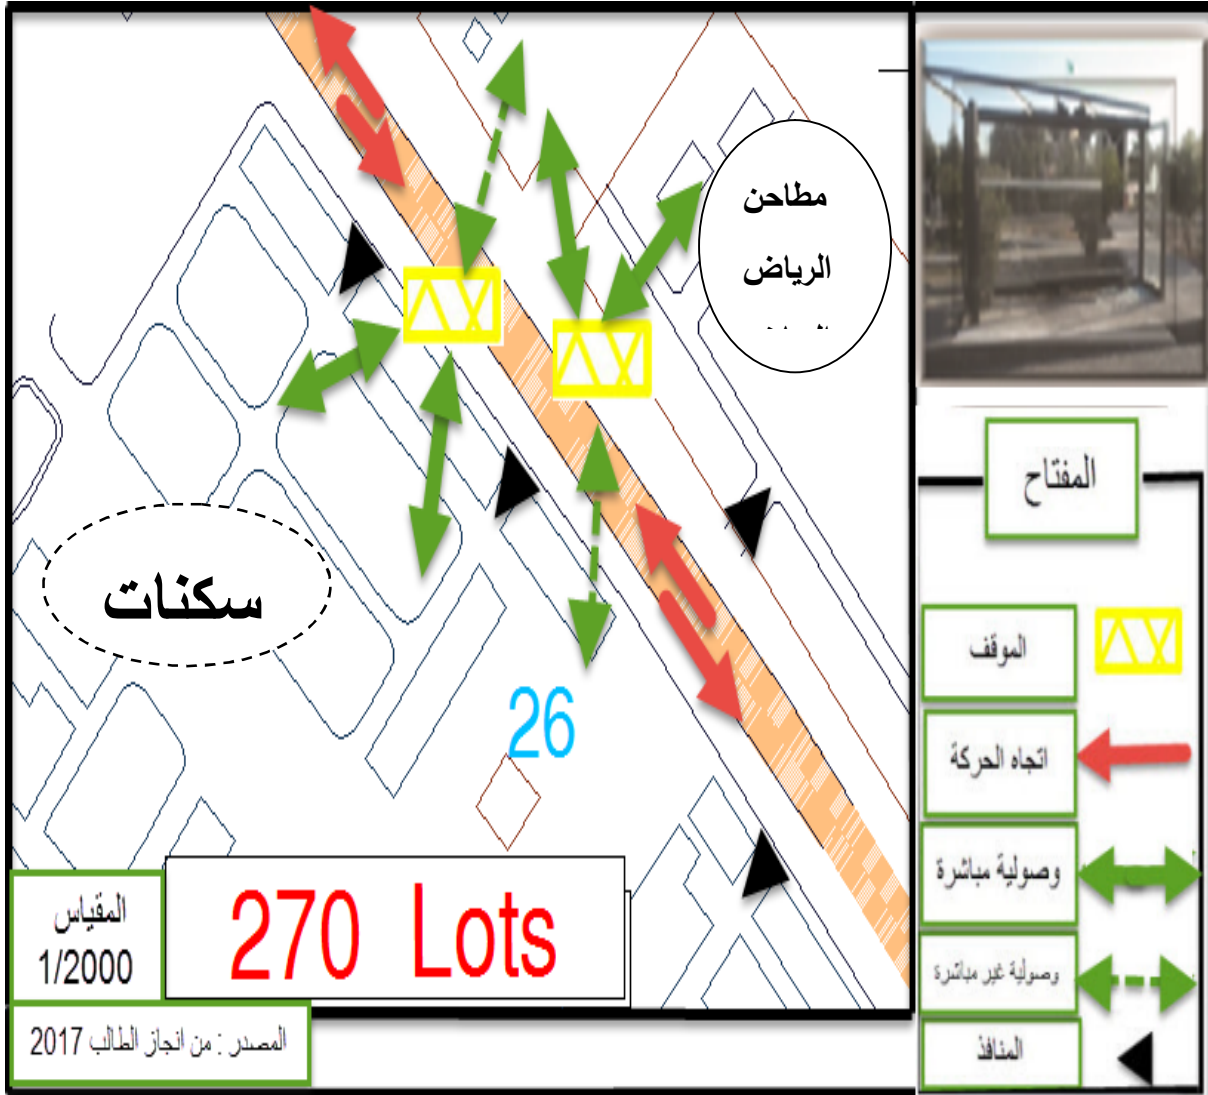 مطاحن
الرياض
سكنات
26
270 Lots
المقياس
1/2000
المصدر : من انجاز الطالب 2017
المفتاح
الموقف
اتجاه الحركة
وصولية مباشرة
وصولية غير مباشرة
المنافذ